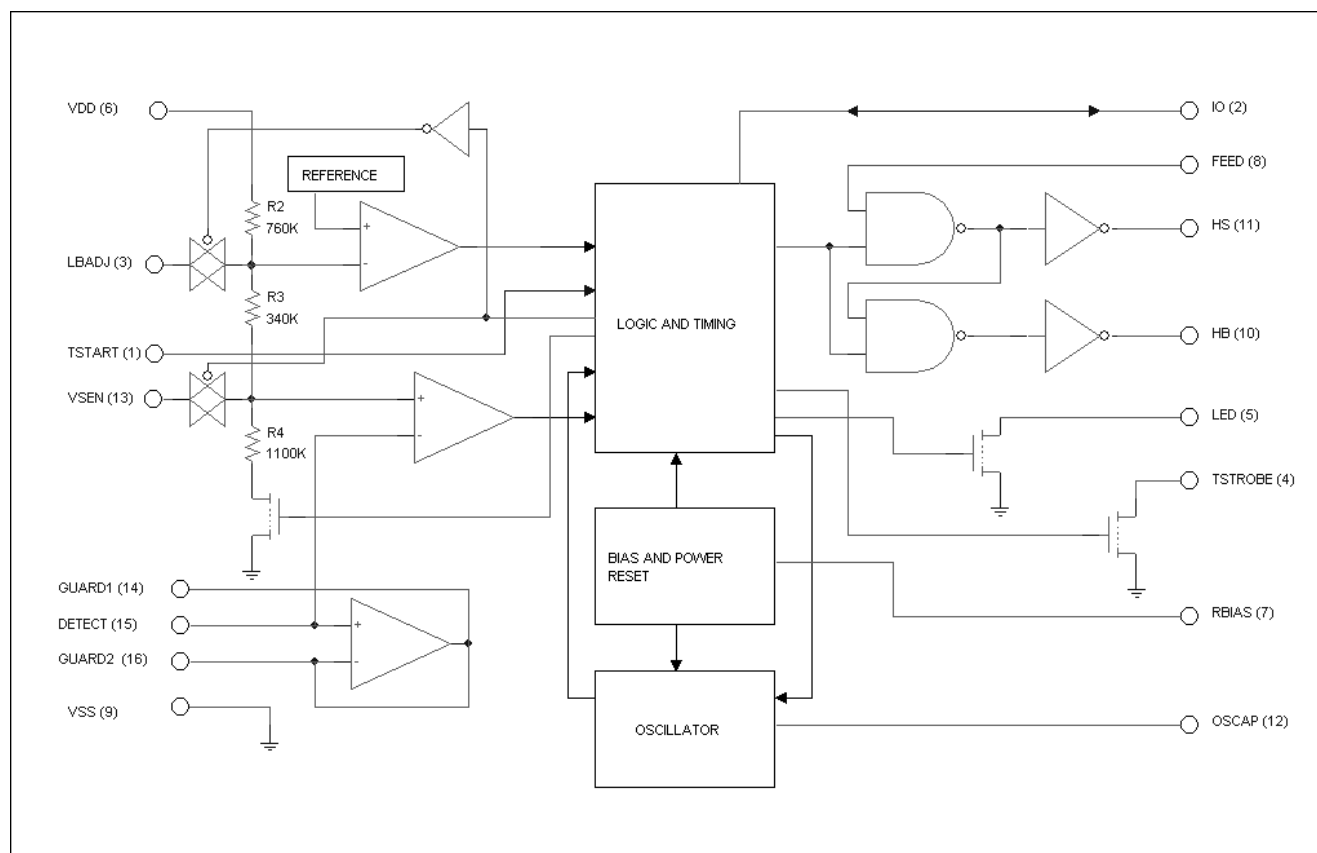 VDD (6)
IO (2)
FEED (8)
REFERENCE
R2
760K
+
-
HS (11)
LBADJ (3)
R3
340K
LOGIC AND TIMING
TSTART (1)
HB (10)
VSEN (13)
+
-
R4
1100K
LED (5)
TSTROBE (4)
BIAS AND POWER
RESET
GUARD1 (14)
DETECT (15)
+
-
GUARD2 (16)
RBIAS (7)
VSS (9)
OSCILLATOR
OSCAP (12)